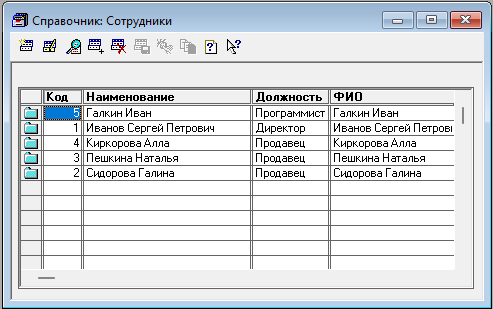 Справочник: Сотрудники
Код Наименование Должность ФИО
5 Галкин Иван Программист Галкин Иван
1 Иванов Сергей Петрович Директор Иванов Сергей Петрови
4 Киркорова Алла Продавец Киркорова Алла
3 Пешкина Наталья Продавец Пешкина Наталья
2 Сидорова Галина Продавец Сидорова Галина